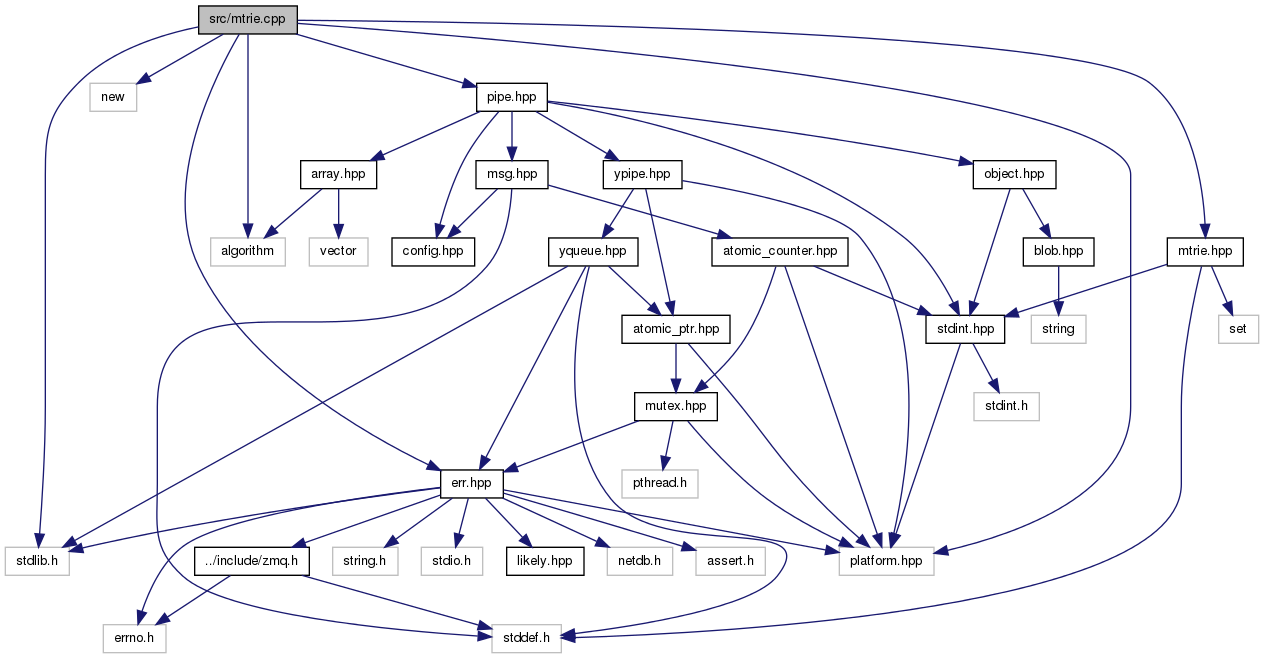 src/mtrie.cpp
new
pipe.hpp
array.hpp
msg.hpp
ypipe.hpp
object.hpp
algorithm
vector
config.hpp
yqueue.hpp
atomic_counter.hpp
blob.hpp
mtrie.hpp
atomic_ptr.hpp
stdint.hpp
string
set
mutex.hpp
stdint.h
err.hpp
pthread.h
stdlib.h
../include/zmq.h
string.h
stdio.h
likely.hpp
netdb.h
assert.h
platform.hpp
errno.h
stddef.h